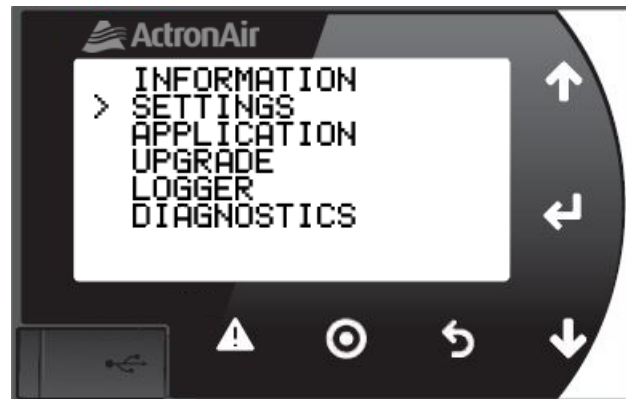 ActronAir
INFORMATION
> SETTINGS
APPLICATION
UPGRADE
LOGGER
DIAGNOSTICS